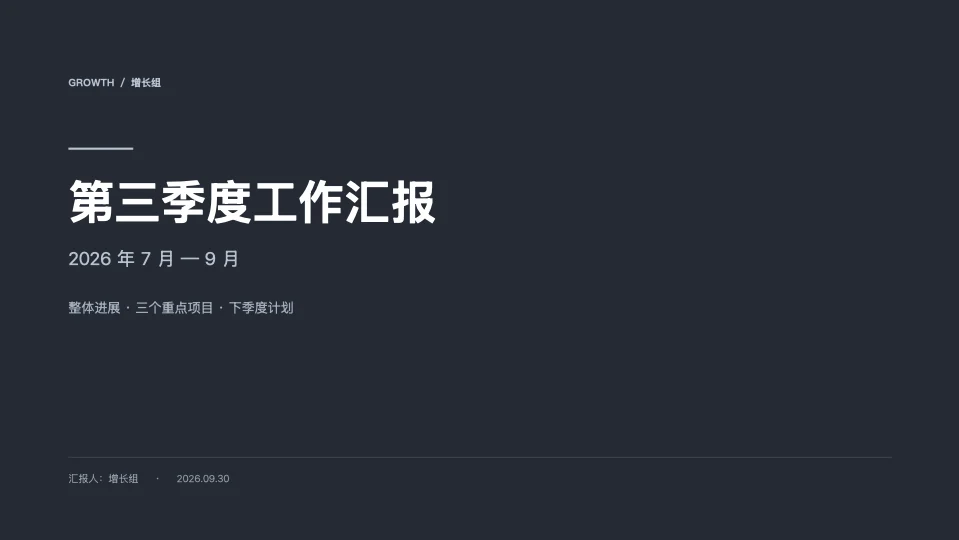 GROWTH / 增长组
第三季度工作汇报
2026 年 7 月 — 9 月
整体进展 · 三个重点项目 · 下季度计划
汇报人：增长组 · 2026.09.30